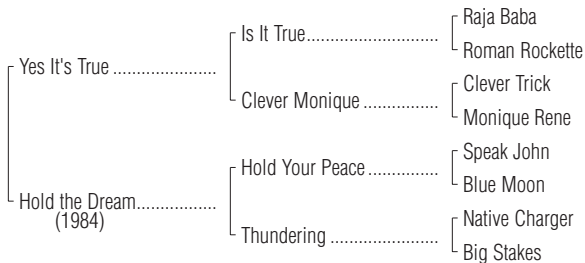 Raja Baba
Is It True..............................
Roman Rockette
Yes It's True .......................
Clever Trick
Clever Monique .................
Monique Rene
Speak John
Hold Your Peace ................
Blue Moon
Hold the Dream..................
(1984)
Native Charger
Thundering ........................
Big Stakes